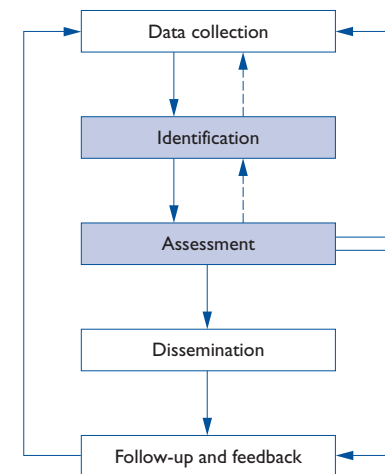 Data collection
Identification
Assessment
Dissemination
Follow-up and feedback